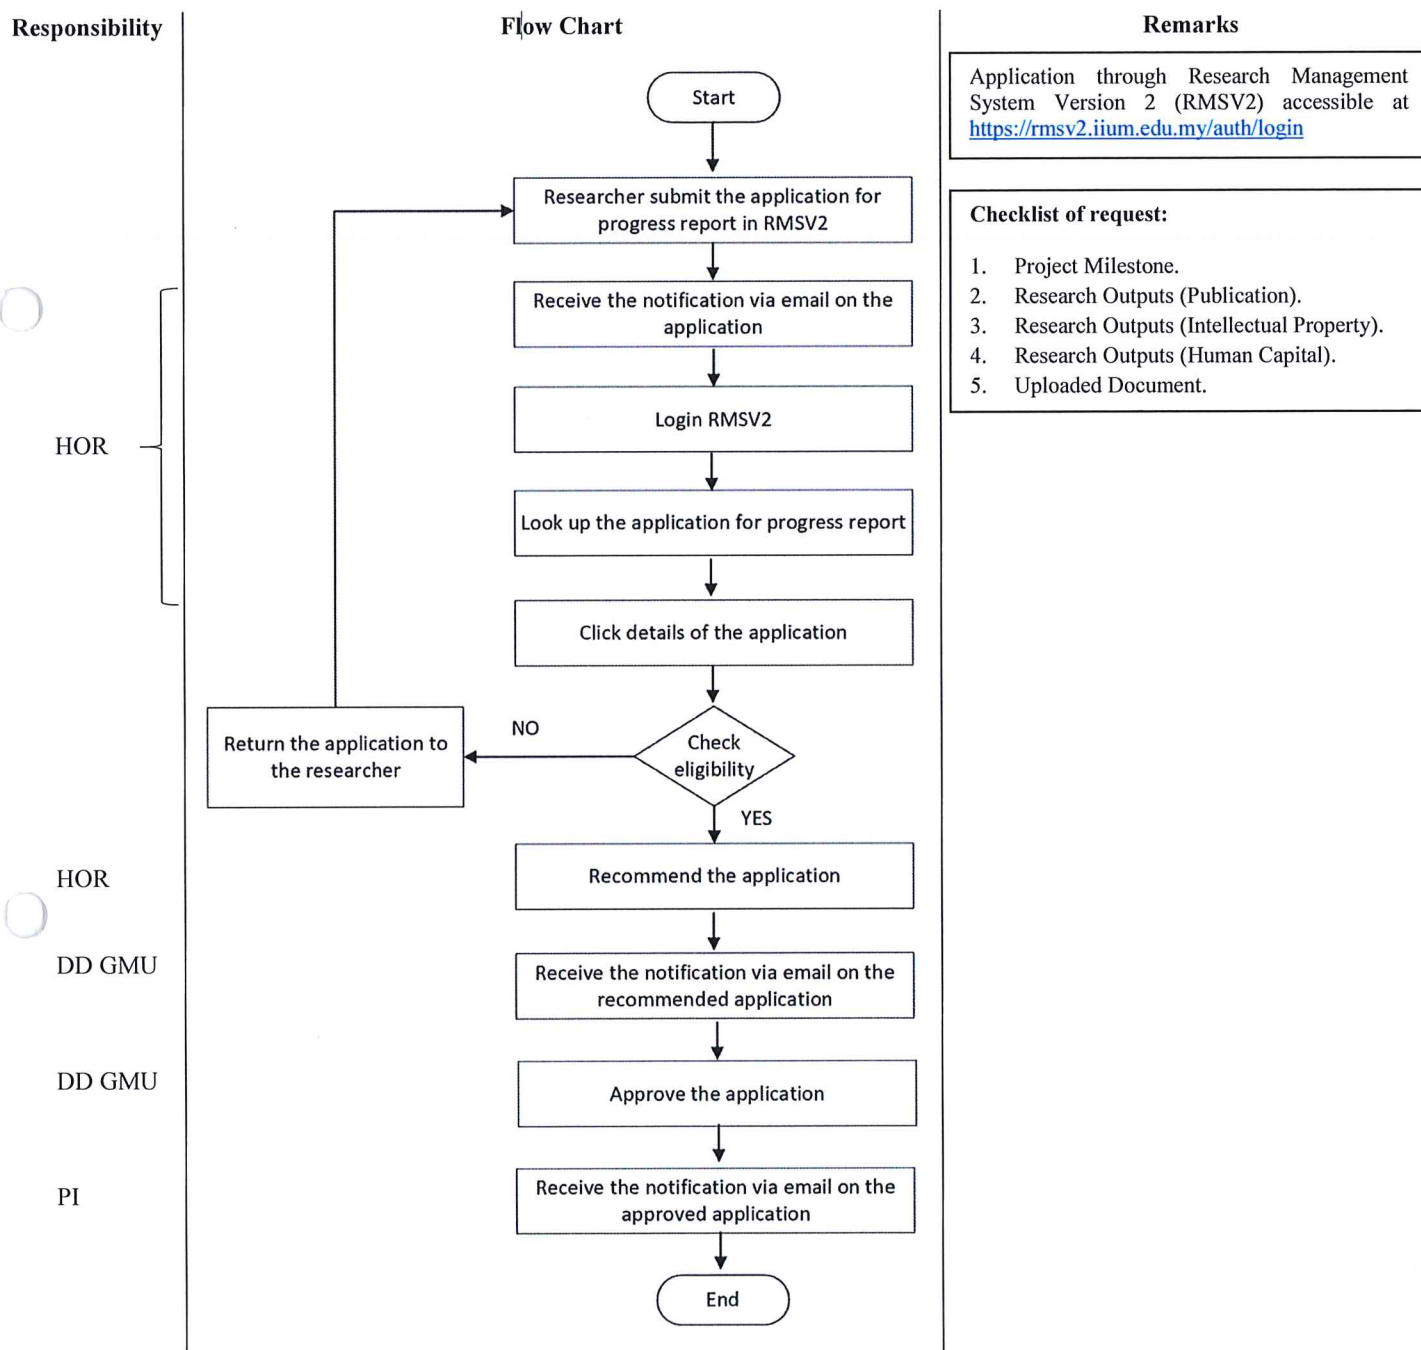 Responsibility
Flow Chart
Remarks
Start
Application through Research Management
System Version 2 (RMSV2) accessible at
https://rmsv2.iium.edu.my/auth/login
Researcher submit the application for
progress report in RMSV2
Checklist of request:
1. Project Milestone.
2. Research Outputs (Publication).
3. Research Outputs (Intellectual Property).
4. Research Outputs (Human Capital).
5. Uploaded Document.
Receive the notification via email on the
application
Login RMSV2
HOR
Look up the application for progress report
Click details of the application
Check
eligibility
NO
Return the application to
the researcher
YES
HOR
Recommend the application
DD GMU
Receive the notification via email on the
recommended application
DD GMU
Approve the application
PI
Receive the notification via email on the
approved application
End